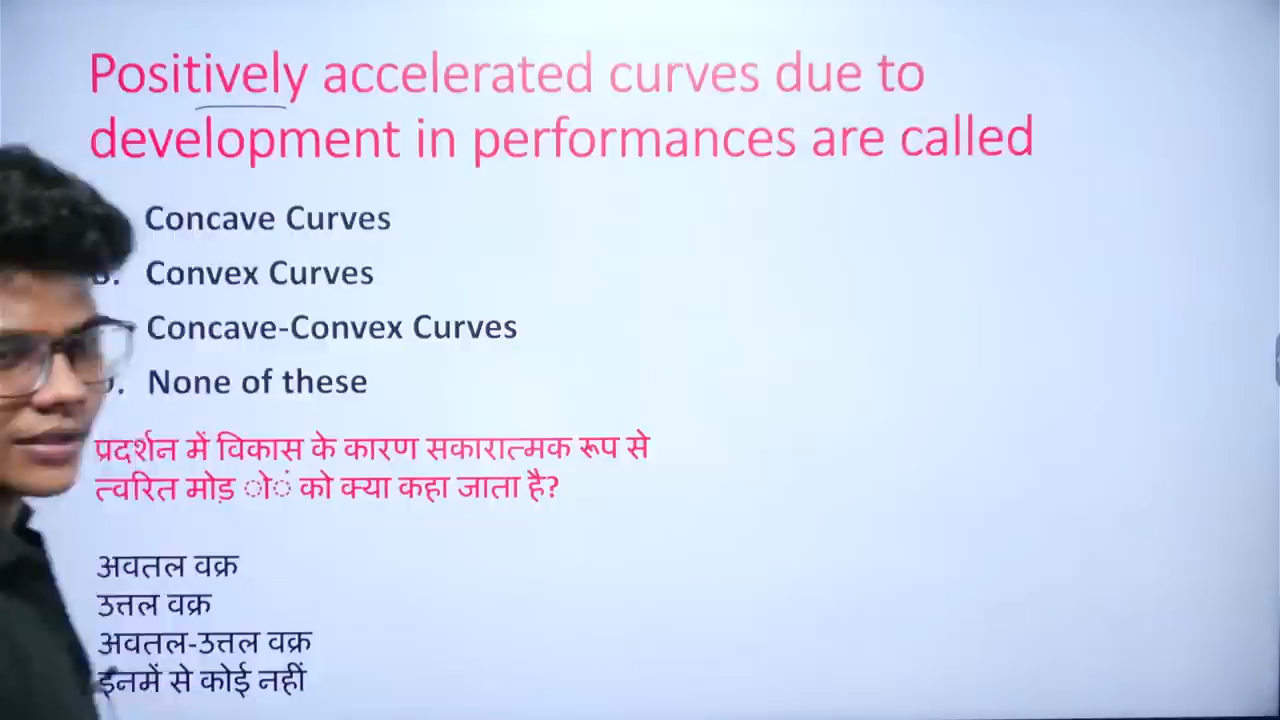 Positively accelerated curves due to
development in performances are called
Concave Curves
B. Convex Curves
Concave-Convex Curves
D. None of these
प्रदर्शन में विकास के कारण सकारात्मक रूप से
त्वरित मोड़ ों को क्या कहा जाता है?
अवतल वक्र
उत्तल वक्र
अवतल-उत्तल वक्र
इनमें से कोई नहीं